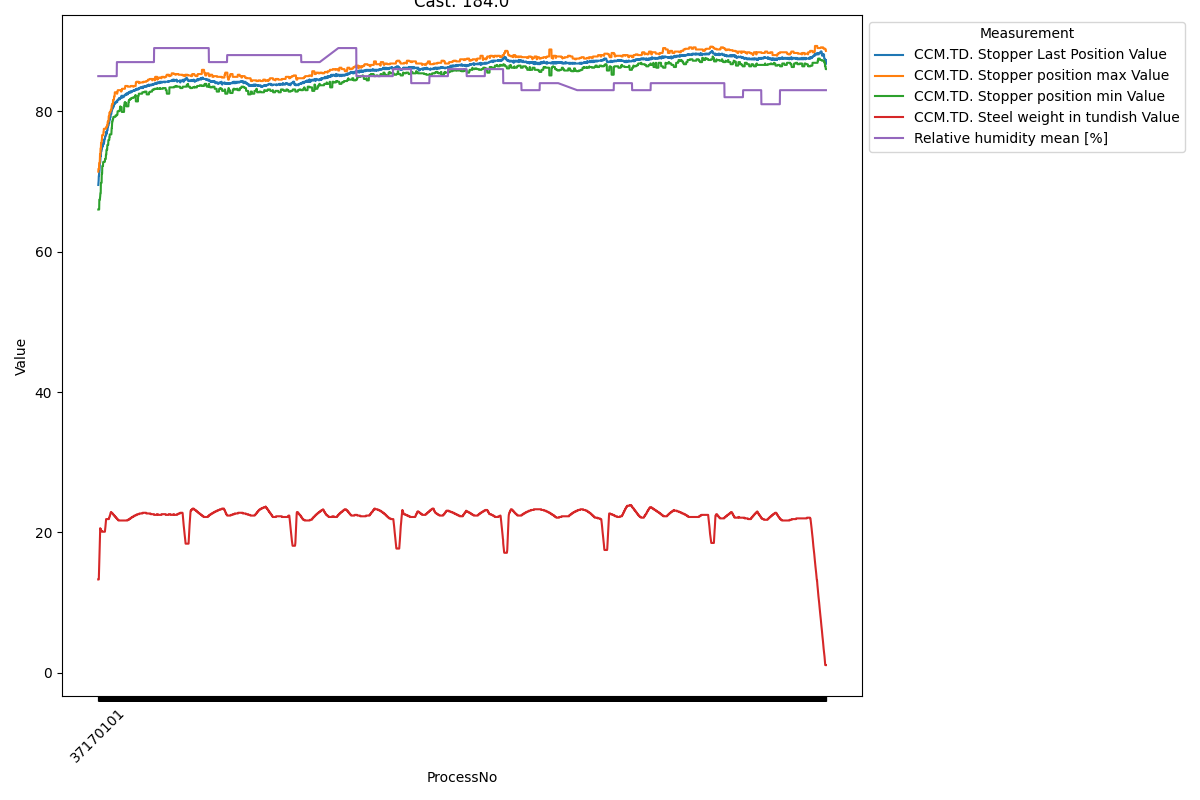 Cast: 184.0
Measurement
CCM.TD. Stopper Last Position Value
CCM.TD. Stopper position max Value
CCM.TD. Stopper position min Value
CCM.TD. Steel weight in tundish Value
Relative humidity mean [%]
80
60
40
20
0
Value
37170101
ProcessNo